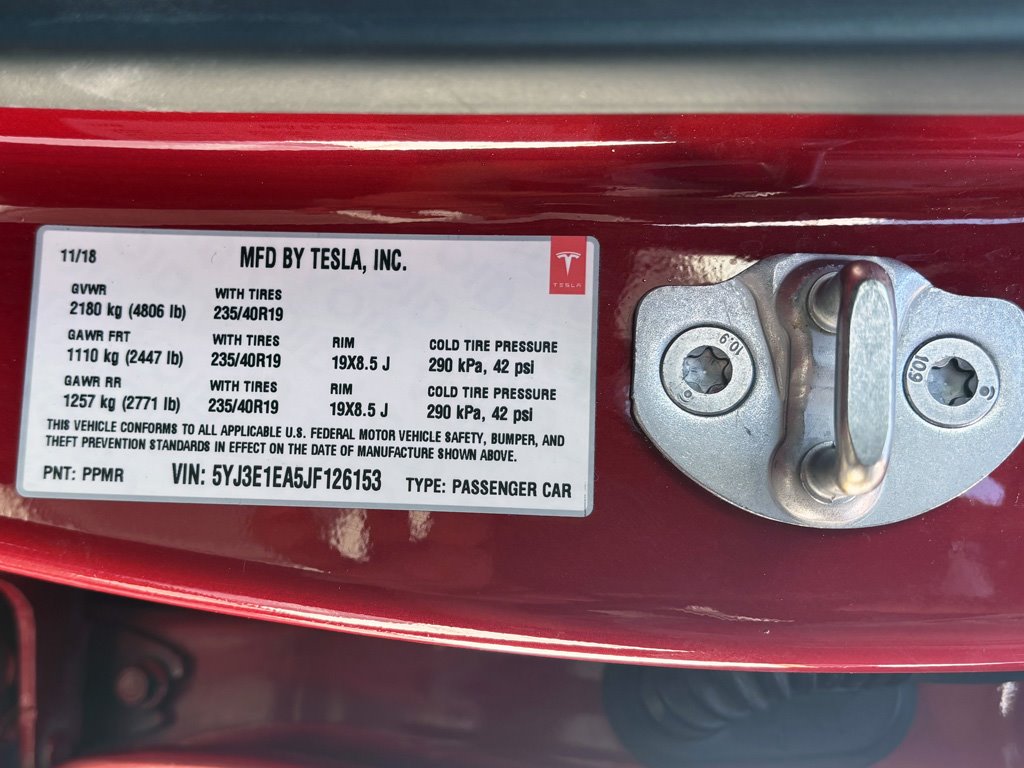 11/18 MFD BY TESLA, INC.
TESLA
GVWR WITH TIRES
2180 kg (4806 lb) 235/40R19
GAWR FRT WITH TIRES RIM COLD TIRE PRESSURE
1110 kg (2447 lb) 235/40R19 19X8.5 J 290 kPa, 42 psi
GAWR RR WITH TIRES RIM COLD TIRE PRESSURE
1257 kg (2771 lb) 235/40R19 19X8.5 J 290 kPa, 42 psi
THIS VEHICLE CONFORMS TO ALL APPLICABLE U.S. FEDERAL MOTOR VEHICLE SAFETY, BUMPER, AND
THEFT PREVENTION STANDARDS IN EFFECT ON THE DATE OF MANUFACTURE SHOWN ABOVE.
PNT: PPMR VIN: 5YJ3E1EA5JF126153 TYPE: PASSENGER CAR
10.9
10.9